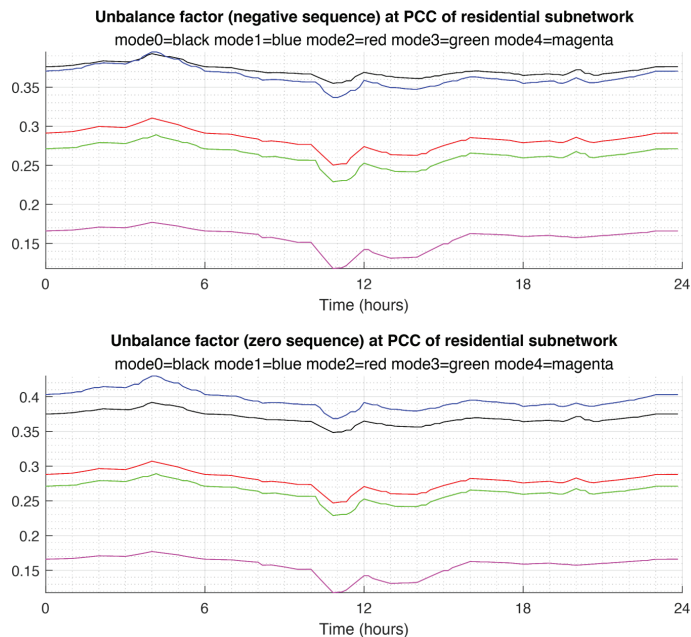 Unbalance factor (negative sequence) at PCC of residential subnetwork
mode0=black mode1=blue mode2=red mode3=green mode4=magenta
0.35
0.3
0.25
0.2
0.15
0 6 12 18 24
Time (hours)
Unbalance factor (zero sequence) at PCC of residential subnetwork
mode0=black mode1=blue mode2=red mode3=green mode4=magenta
0.4
0.35
0.3
0.25
0.2
0.15
0 6 12 18 24
Time (hours)